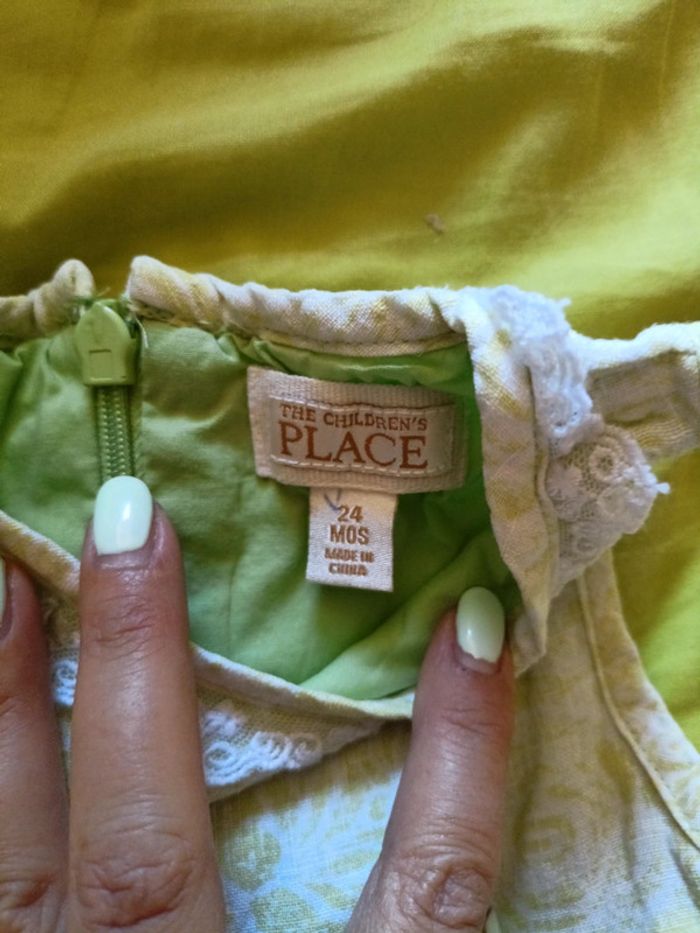 THE CHILDREN'S
PLACE
24
MOS
MADE IN
CHINA